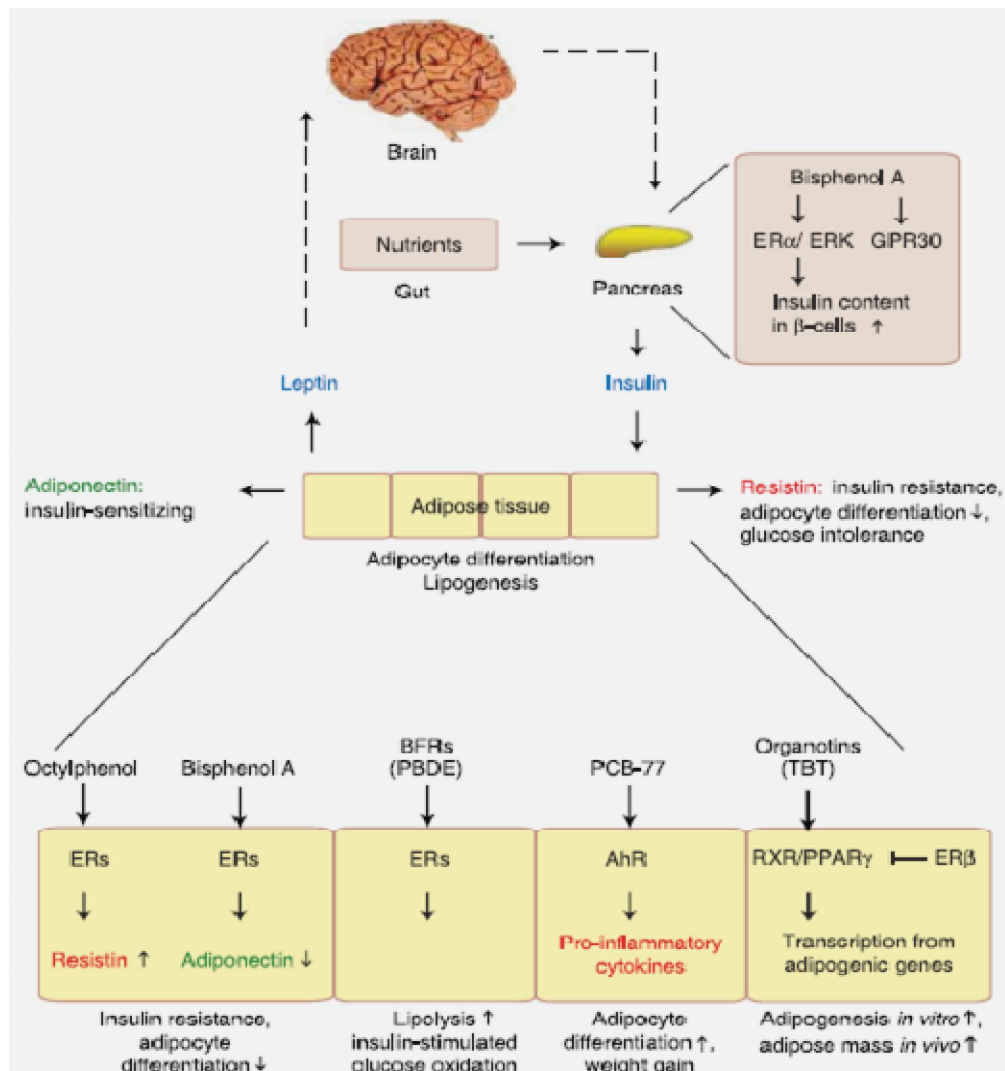 Brain
Bisphenol A
ERα/ ERK GPR30
Insulin content
in β-cells ↑
Nutrients
Gut
Pancreas
Leptin
Insulin
Adiponectin:
insulin-sensitizing
Adipose tissue
Resistin: insulin resistance,
adipocyte differentiation ↓,
glucose intolerance
Adipocyte differentiation
Lipogenesis
Octylphenol
Bisphenol A
BFRs
(PBDE)
PCB-77
Organotins
(TBT)
ERs
ERs
ERs
AhR
RXR/PPARγ
ERβ
Resistin ↑
Adiponectin ↓
Pro-inflammatory
cytokines
Transcription from
adipogenic genes
Insulin resistance,
adipocyte
differentiation ↓
Lipolysis ↑
insulin-stimulated
glucose oxidation
Adipocyte
differentiation ↑,
weight gain
Adipogenesis in vitro ↑,
adipose mass in vivo ⇑